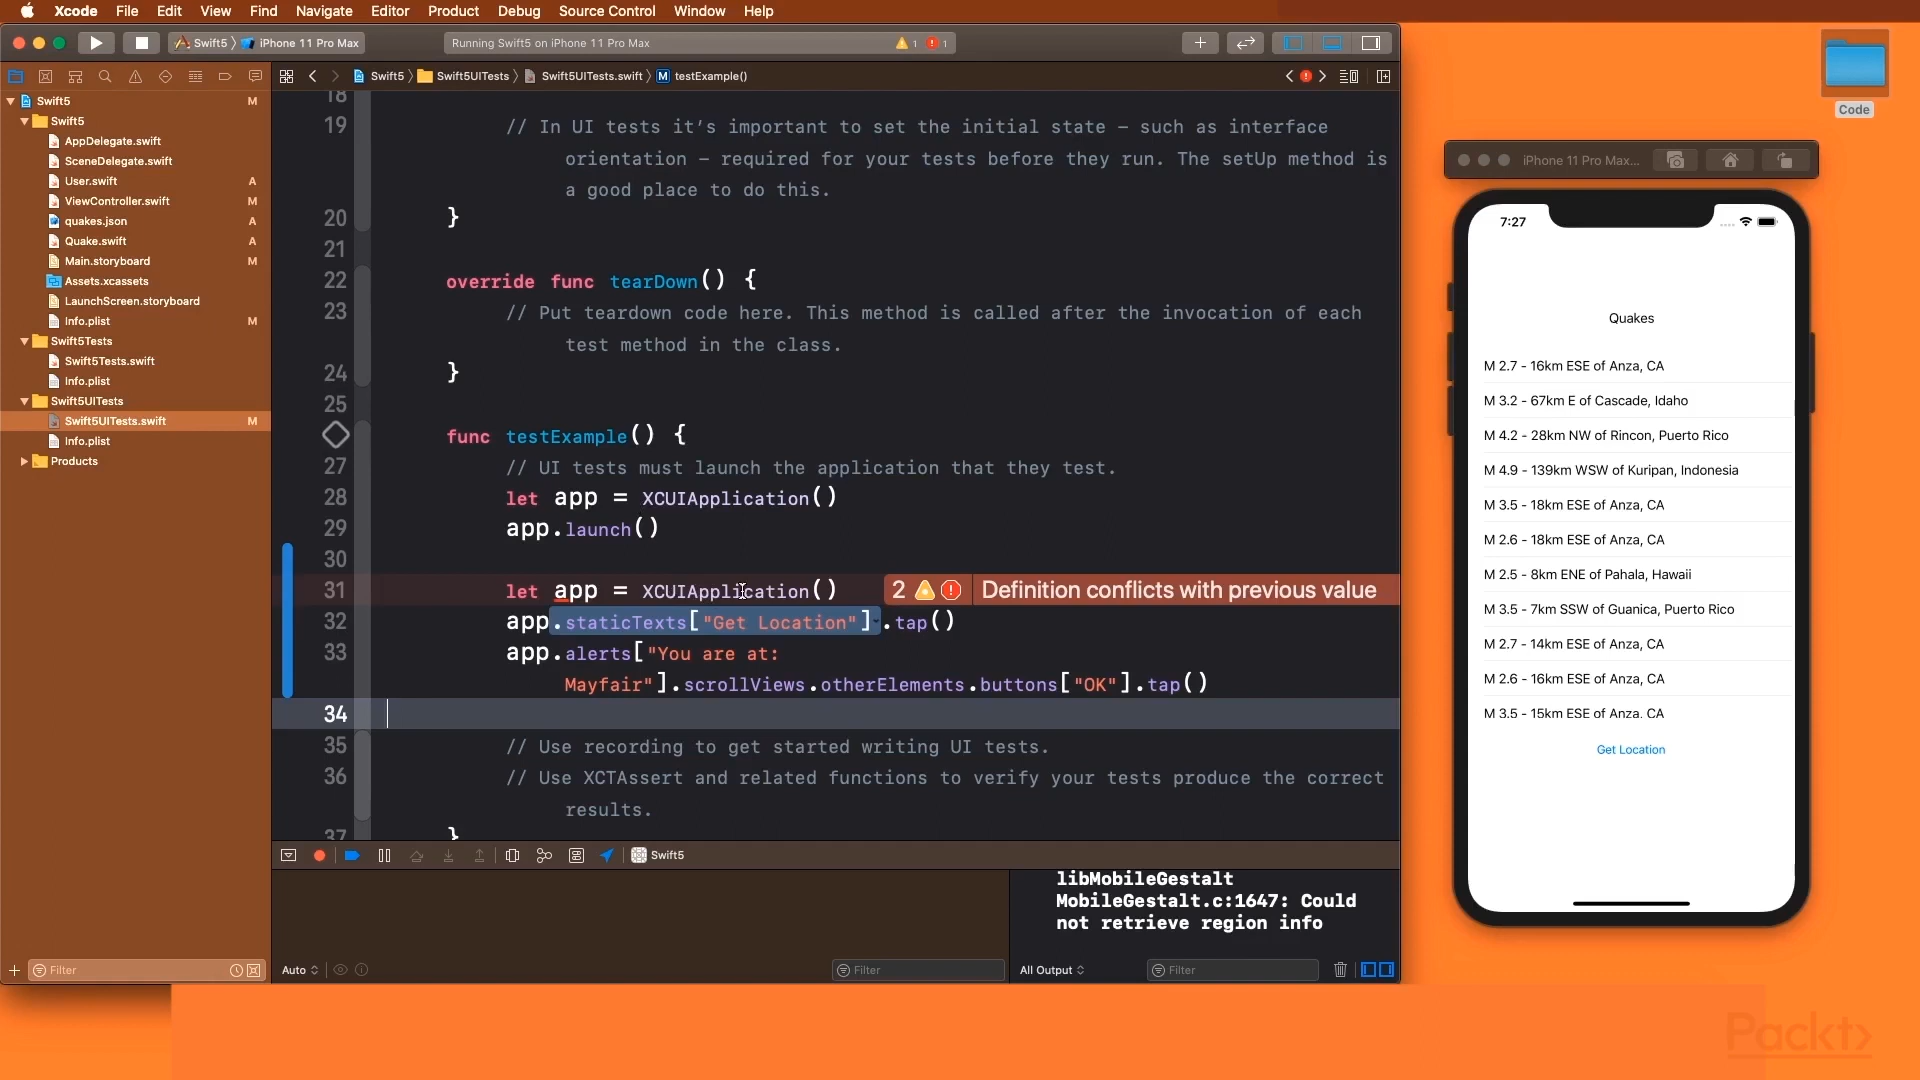 Xcode File Edit View Find Navigate Editor Product Debug Source Control Window Help
Swift5 iPhone 11 Pro Max
Running Swift5 on iPhone 11 Pro Max
1
1
Swift5 Swift5UITests Swift5UITests.swift M testExample()
Swift5 M
Swift5
AppDelegate.swift
SceneDelegate.swift
User.swift A
ViewController.swift M
quakes.json A
Quake.swift A
Main.storyboard M
Assets.xcassets
LaunchScreen.storyboard
Info.plist M
Swift5Tests
Swift5Tests.swift
Info.plist
Swift5UITests
Swift5UITests.swift M
Info.plist
Products
Filter
18
19 // In UI tests it’s important to set the initial state – such as interface
orientation – required for your tests before they run. The setUp method is
a good place to do this.
20 }
21
22 override func tearDown() {
23 // Put teardown code here. This method is called after the invocation of each
test method in the class.
24 }
25
func testExample() {
27 // UI tests must launch the application that they test.
28 let app = XCUIApplication()
29 app.launch()
30
31 let app = XCUIApplication() 2 Definition conflicts with previous value
32 app.staticTexts["Get Location"].tap()
33 app.alerts["You are at:
Mayfair"].scrollViews.otherElements.buttons["OK"].tap()
34
35 // Use recording to get started writing UI tests.
36 // Use XCTAssert and related functions to verify your tests produce the correct
results.
37 }
Swift5
libMobileGestalt
MobileGestalt.c:1647: Could
not retrieve region info
Auto
Filter
All Output
Filter
Code
iPhone 11 Pro Max...
7:27
Quakes
M 2.7 - 16km ESE of Anza, CA
M 3.2 - 67km E of Cascade, Idaho
M 4.2 - 28km NW of Rincon, Puerto Rico
M 4.9 - 139km WSW of Kuripan, Indonesia
M 3.5 - 18km ESE of Anza, CA
M 2.6 - 18km ESE of Anza, CA
M 2.5 - 8km ENE of Pahala, Hawaii
M 3.5 - 7km SSW of Guanica, Puerto Rico
M 2.7 - 14km ESE of Anza, CA
M 2.6 - 16km ESE of Anza, CA
M 3.5 - 15km ESE of Anza, CA
Get Location
Packt>